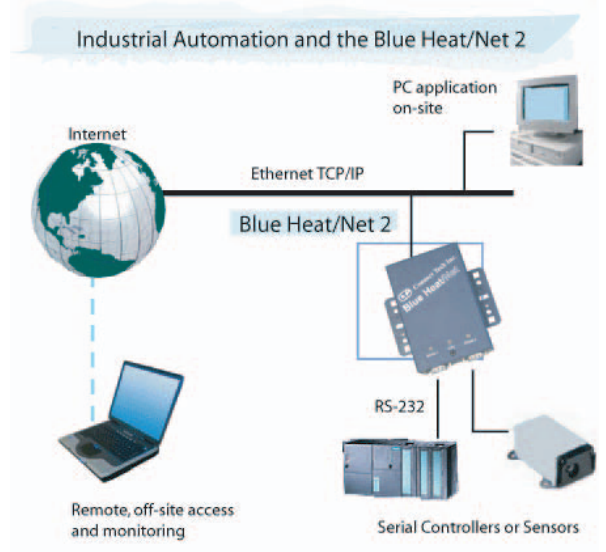 Industrial Automation and the Blue Heat/Net 2
PC application
on-site
Internet
Ethernet TCP/IP
Blue Heat/Net 2
Connect Tech Inc.
Blue Heat/Net
RS-232
Remote, off-site access
and monitoring
Serial Controllers or Sensors